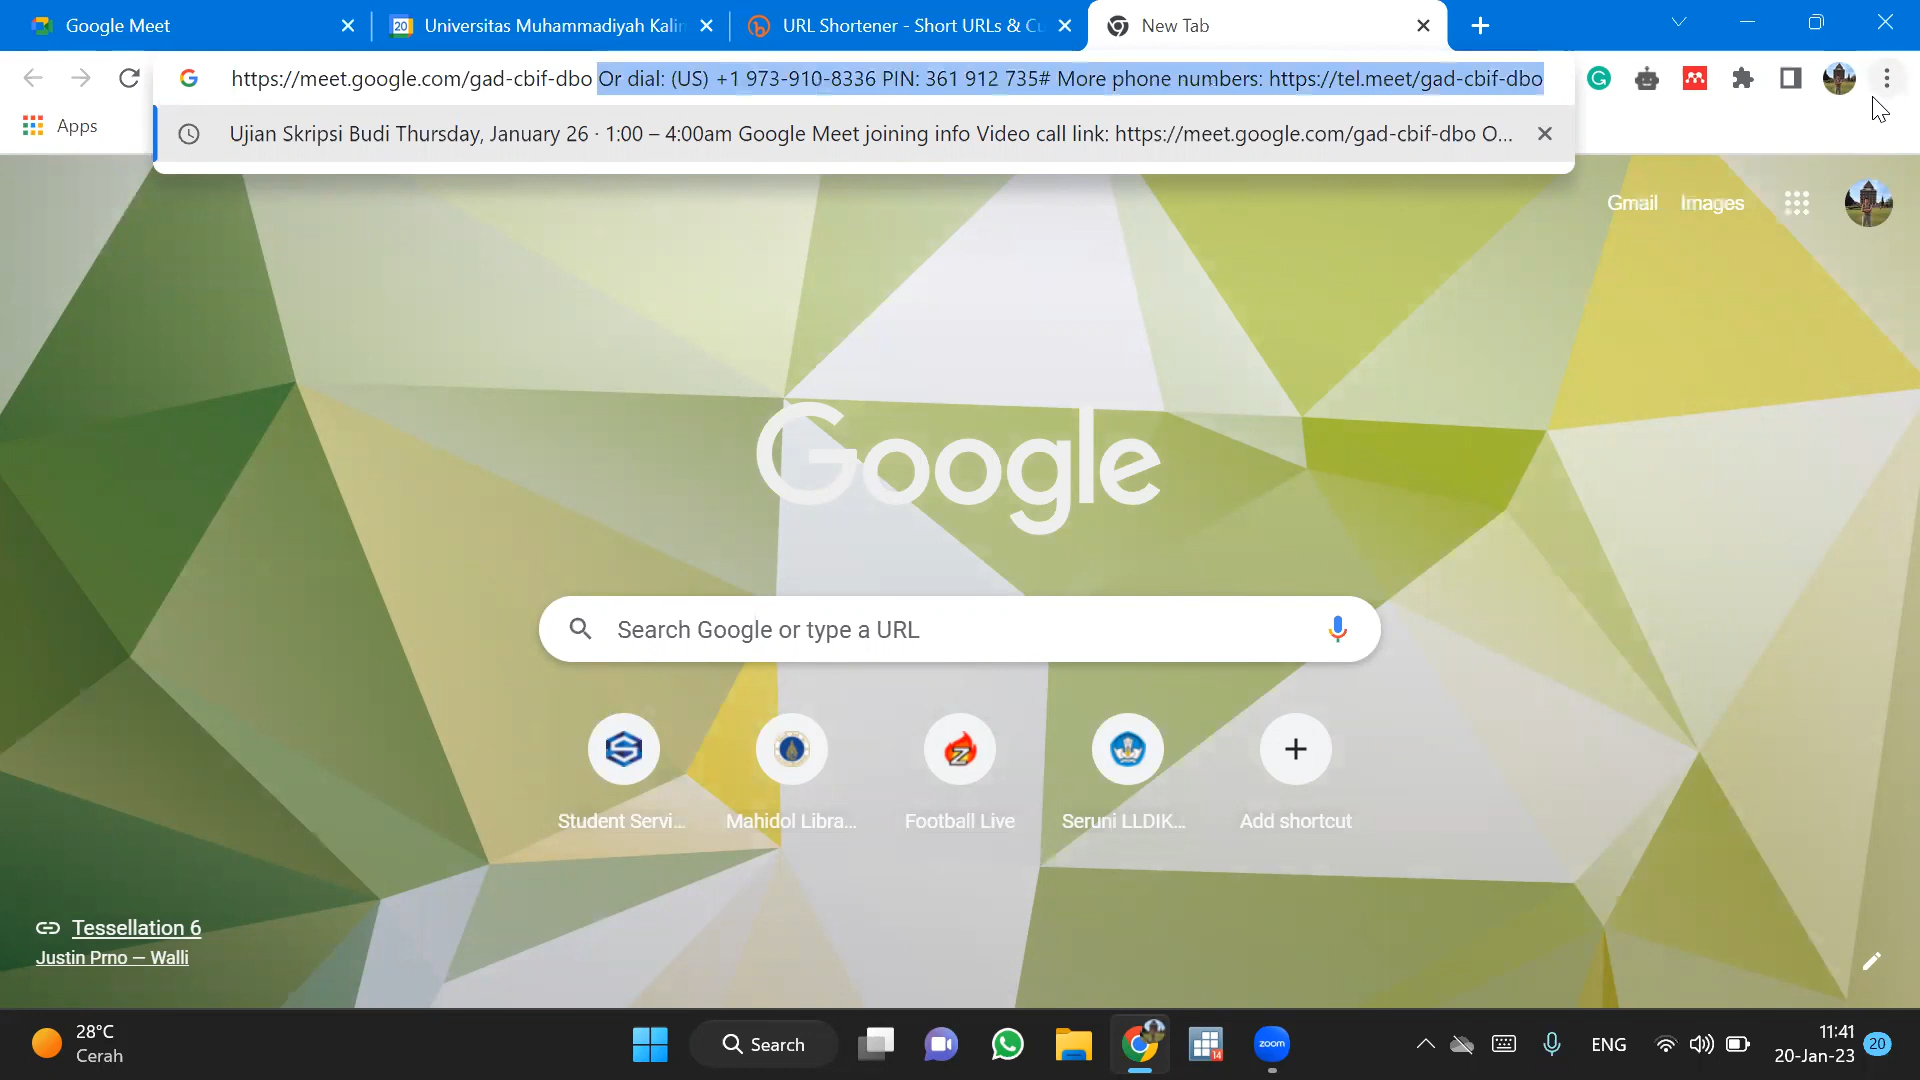 Google Meet
Universitas Muhammadiyah Kalin
URL Shortener - Short URLs & Cu
New Tab
https://meet.google.com/gad-cbif-dbo Or dial: (US) +1 973-910-8336 PIN: 361 912 735# More phone numbers: https://tel.meet/gad-cbif-dbo
Apps
Ujian Skripsi Budi Thursday, January 26 · 1:00 – 4:00am Google Meet joining info Video call link: https://meet.google.com/gad-cbif-dbo O...
Gmail Images
Google
Search Google or type a URL
Student Servi...
Mahidol Libra...
Football Live
Seruni LLDIK...
Add shortcut
Tessellation 6
Justin Prno — Walli
28°C
Cerah
Search
zoom
14
ENG
11:41
20-Jan-23
20